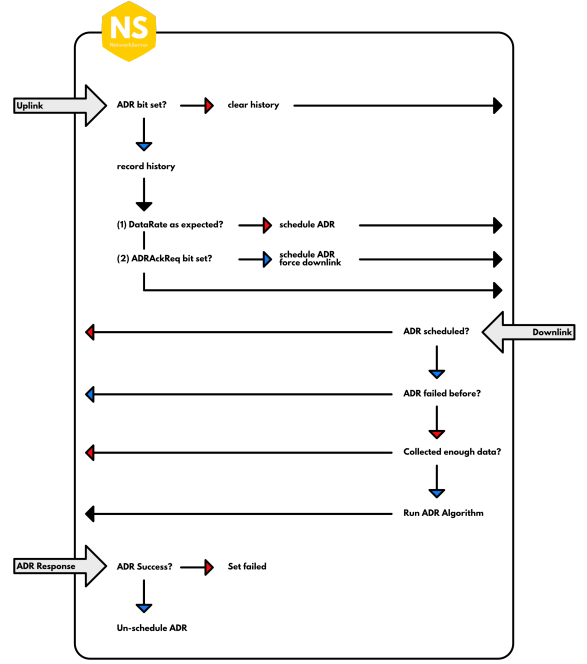 NS
Network Server
Uplink
ADR bit set?
clear history
record history
(1) DataRate as expected?
schedule ADR
(2) ADRAckReq bit set?
schedule ADR
force downlink
ADR scheduled?
Downlink
ADR failed before?
Collected enough data?
Run ADR Algorithm
ADR Response
ADR Success?
Set failed
Un-schedule ADR